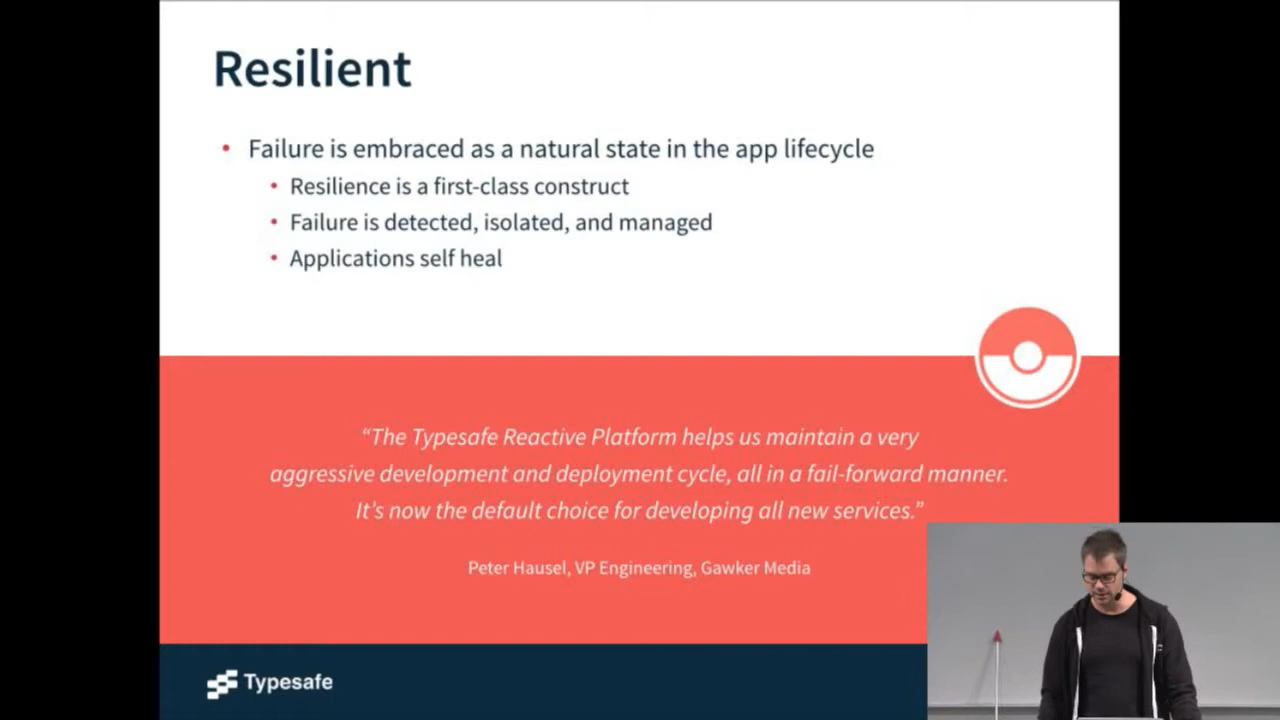 Resilient
• Failure is embraced as a natural state in the app lifecycle
• Resilience is a first-class construct
• Failure is detected, isolated, and managed
• Applications self heal
“The Typesafe Reactive Platform helps us maintain a very
aggressive development and deployment cycle, all in a fail-forward manner.
It’s now the default choice for developing all new services.”
Peter Hausel, VP Engineering, Gawker Media
Typesafe